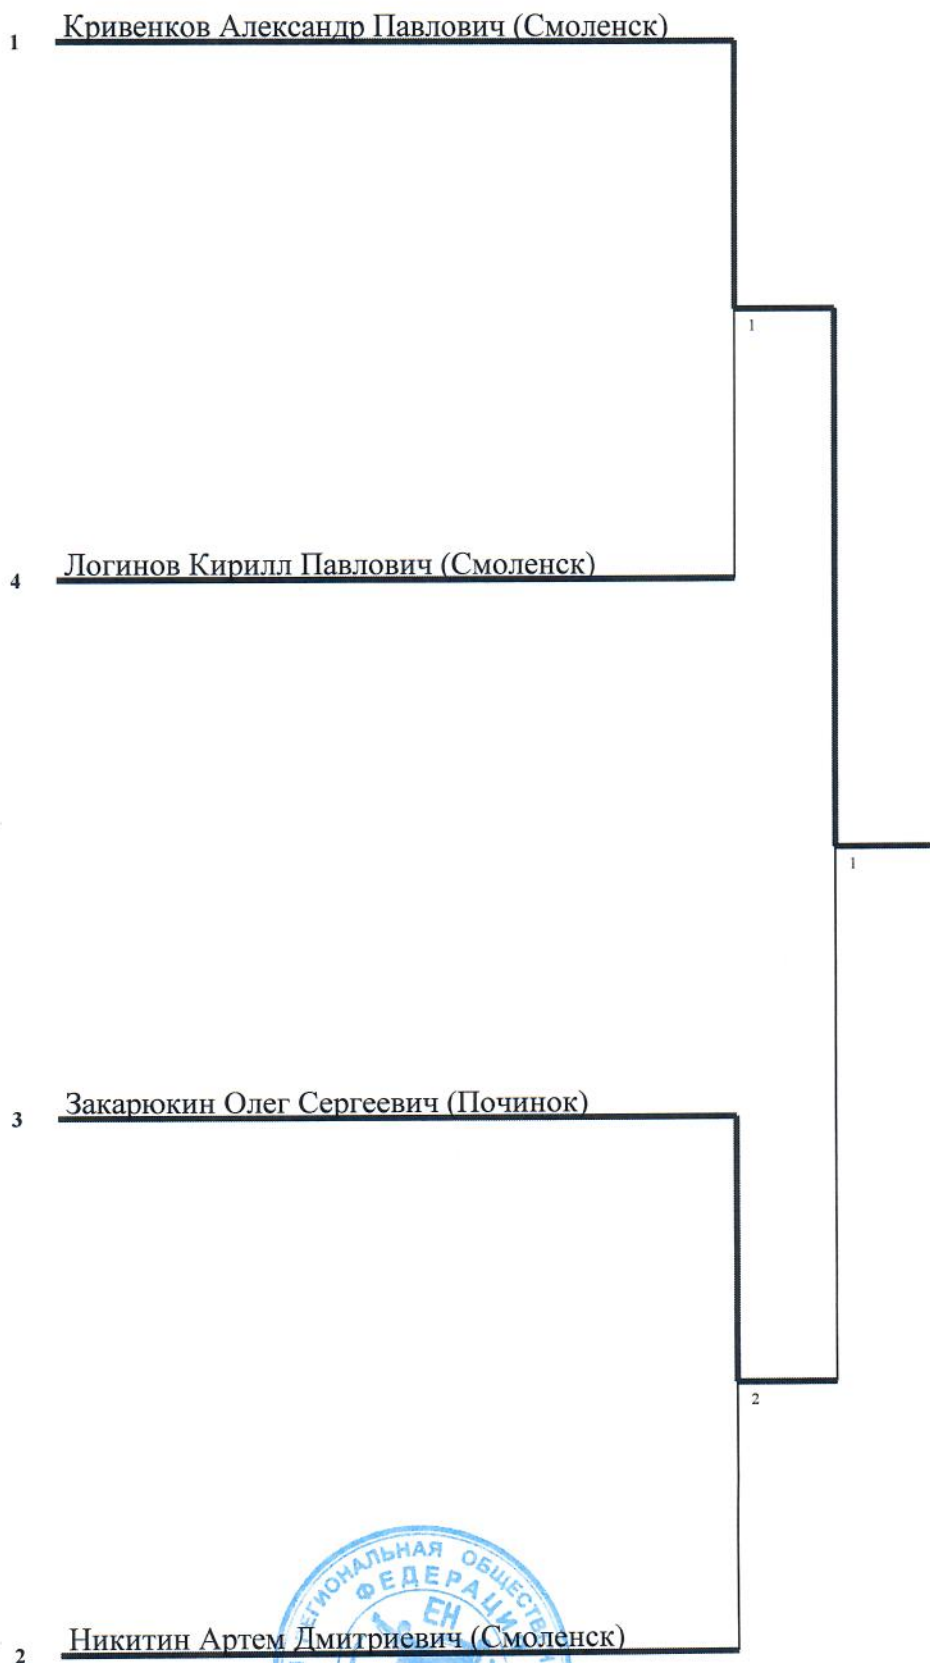 1 Кривенков Александр Павлович (Смоленск)
1
4 Логинов Кирилл Павлович (Смоленск)
1
3 Закарюкин Олег Сергеевич (Починок)
2
ФЕДЕРАЦИ
ЕН
2 Никитин Артем Дмитриевич (Смоленск)